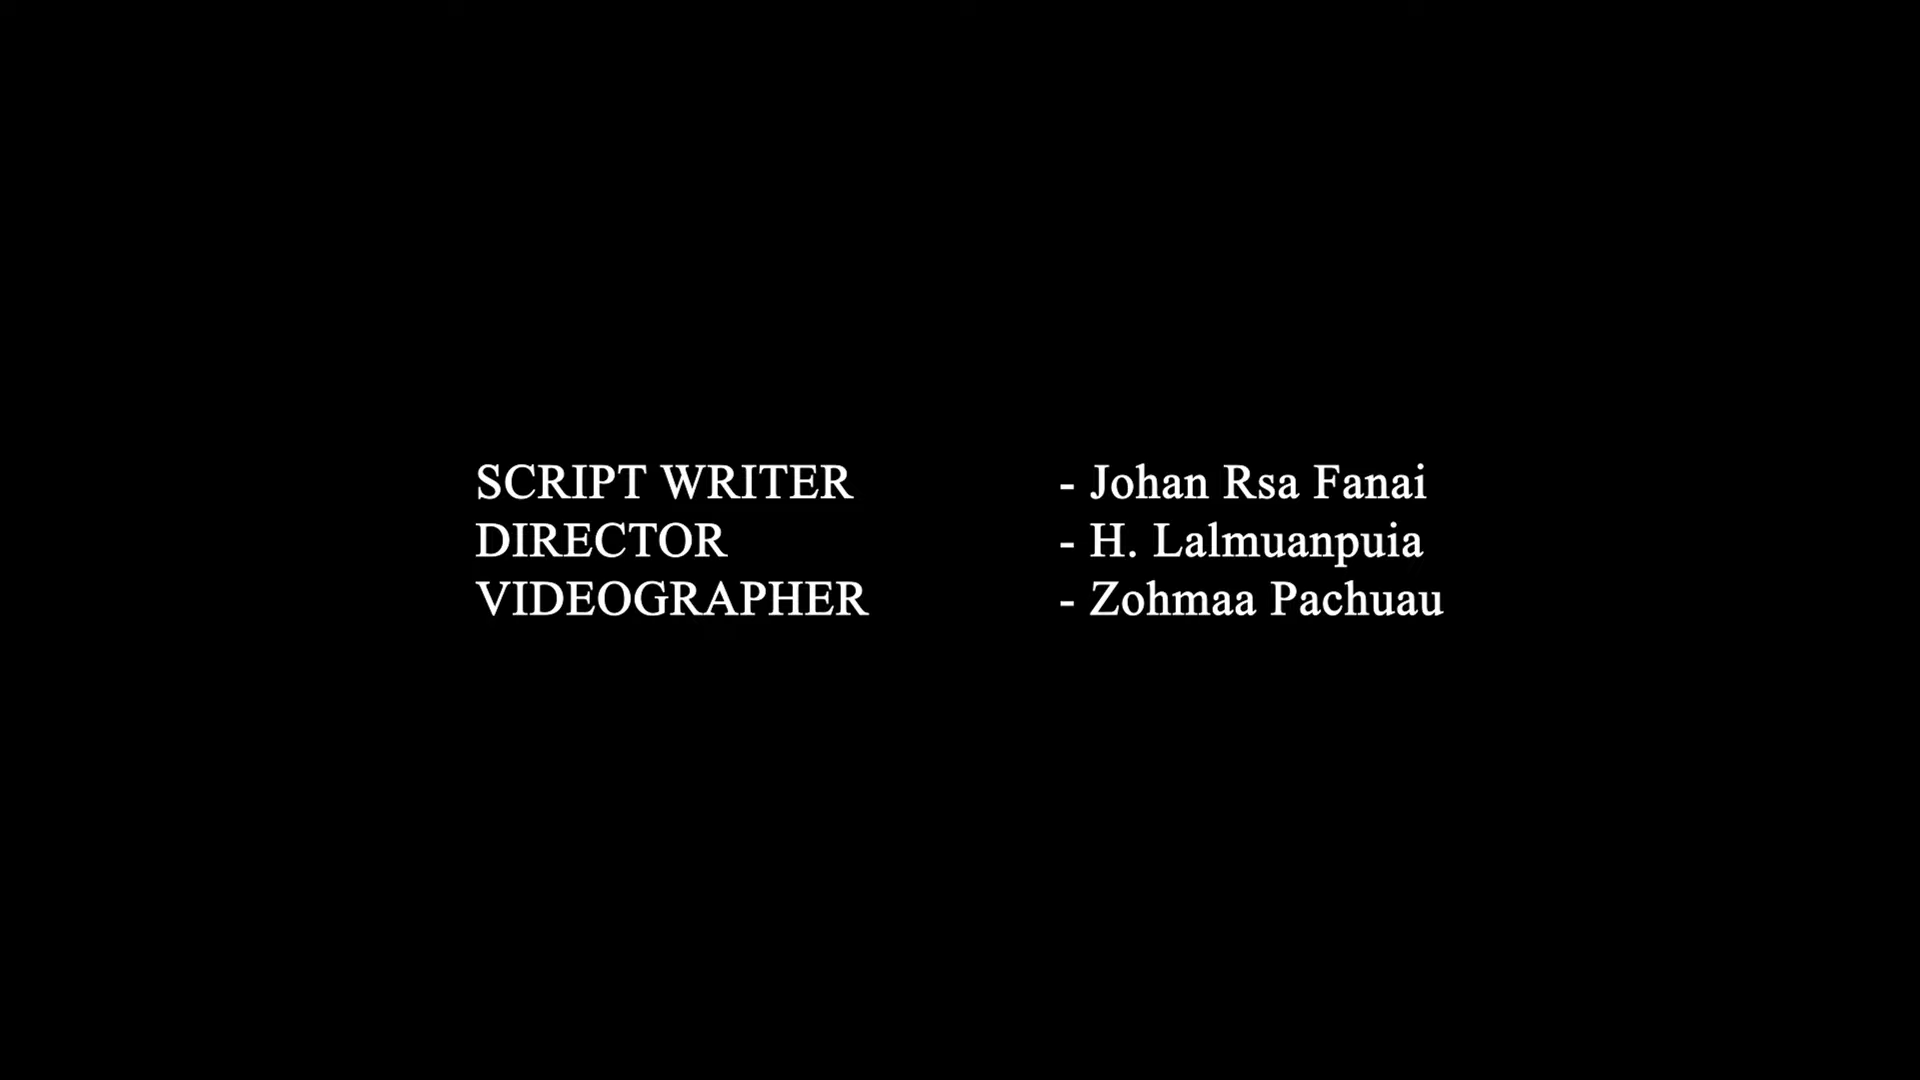 SCRIPT WRITER - Johan Rsa Fanai
DIRECTOR - H. Lalmuanpuia
VIDEOGRAPHER - Zohmaa Pachuau